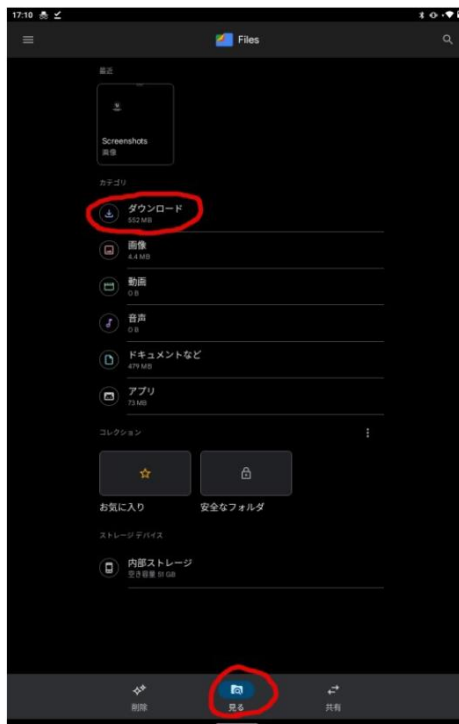 17:10
Files
最近
Screenshots
画像
カテゴリ
ダウンロード
552 MB
画像
4.4 MB
動画
0 B
音声
0 B
ドキュメントなど
479 MB
アプリ
73 MB
コレクション
お気に入り
安全なフォルダ
ストレージ デバイス
内部ストレージ
空き容量 51 GB
削除
見る
共有